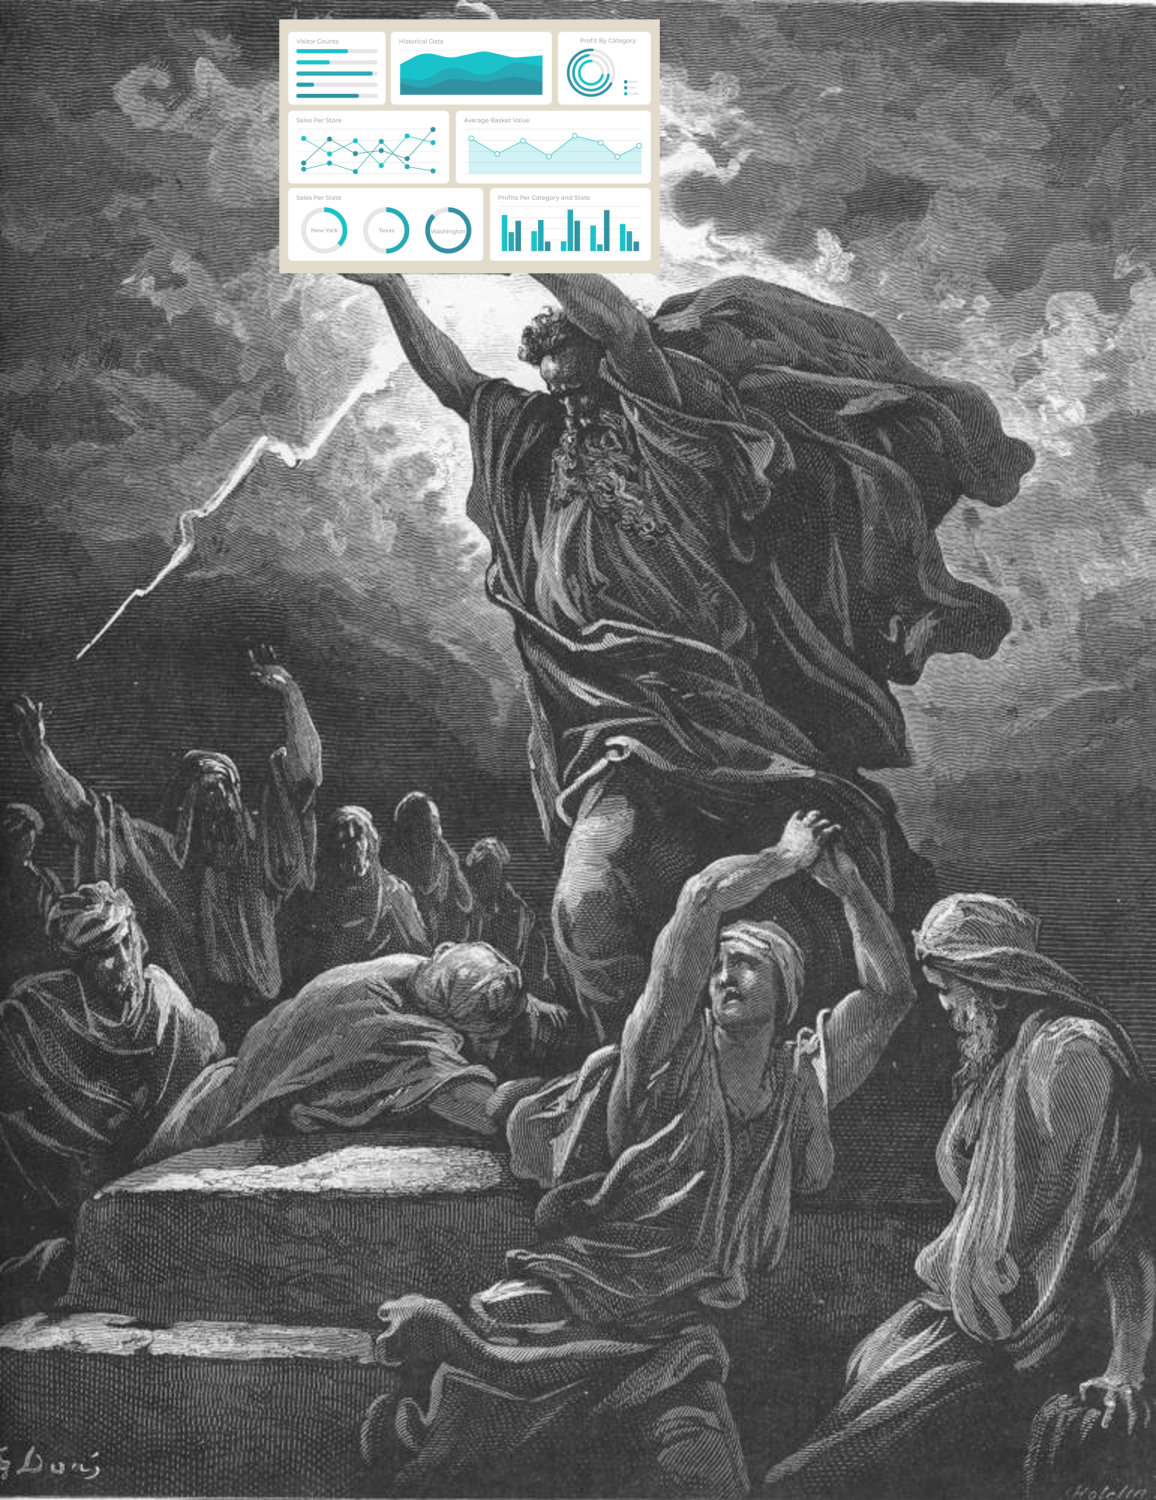 Visitor Counts
Historical Data
Profit By Category
Sales Per Store
Average Basket Value
Sales Per State
New York
Texas
Washington
Profits Per Category and State
G Doré